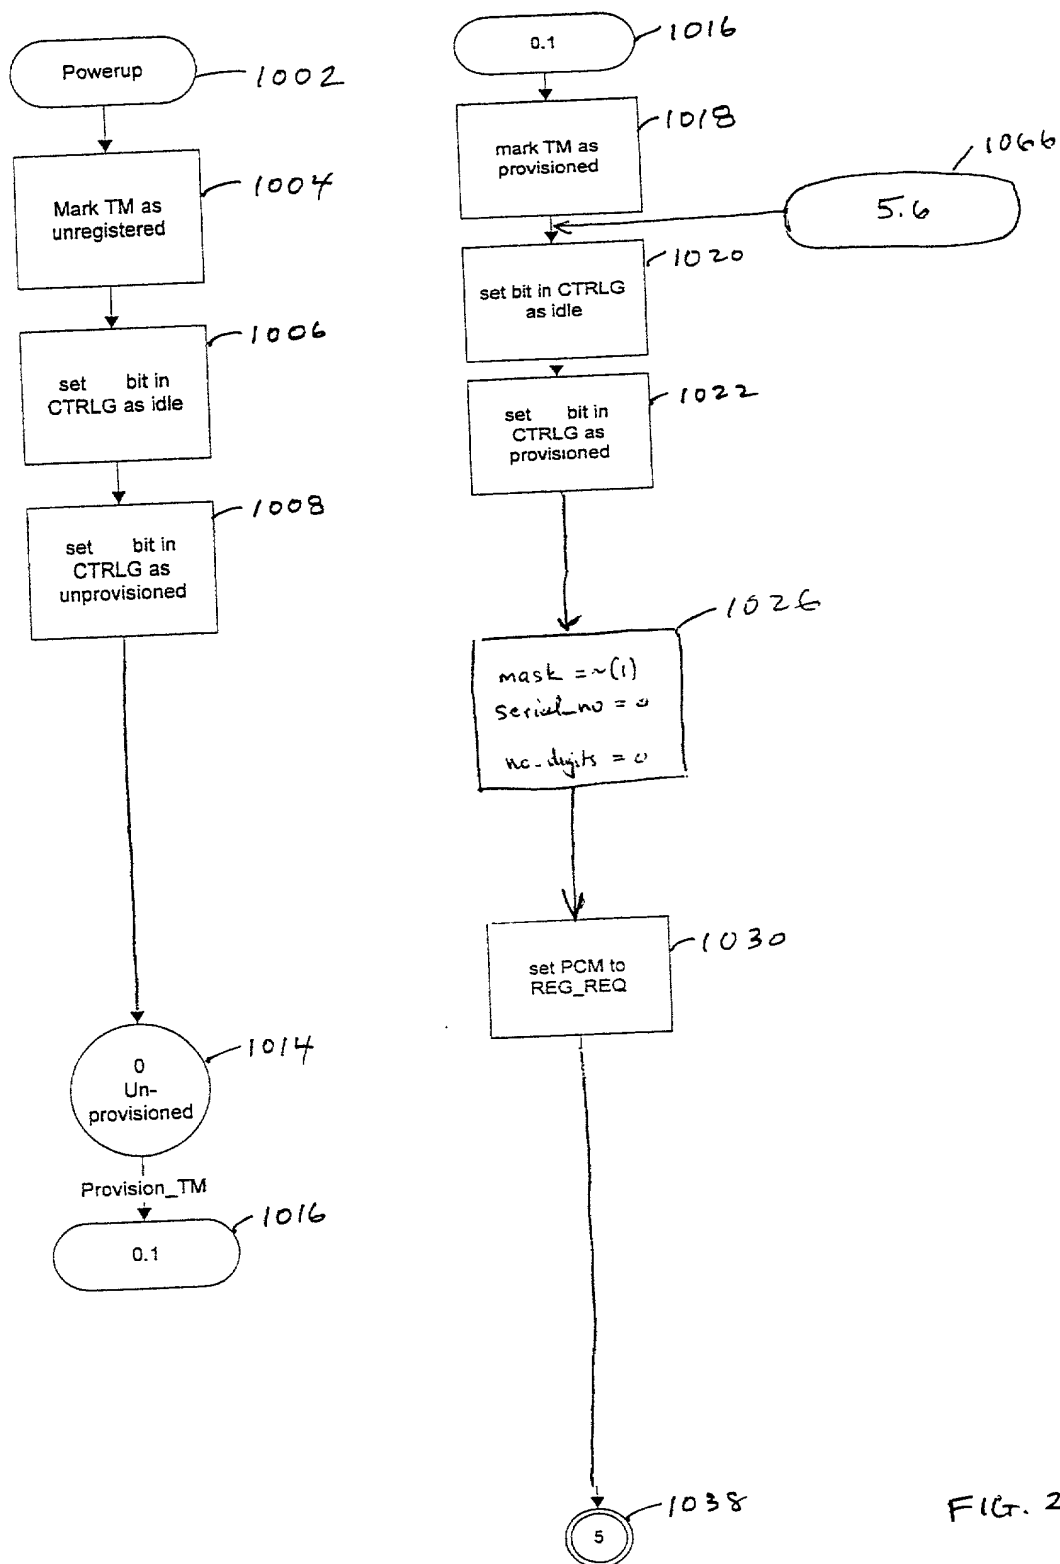 Powerup
1002
Mark TM as
unregistered
1004
set bit in
CTRLG as idle
1006
set bit in
CTRLG as
unprovisioned
1008
0
Un-
provisioned
1014
Provision_TM
0.1
1016
0.1
1016
mark TM as
provisioned
1018
5.6
1066
set bit in CTRLG
as idle
1020
set bit in
CTRLG as
provisioned
1022
mask = ~(1)
serial_no = 0
no_digits = 0
1026
set PCM to
REG_REQ
1030
5
1038
FIG. 2